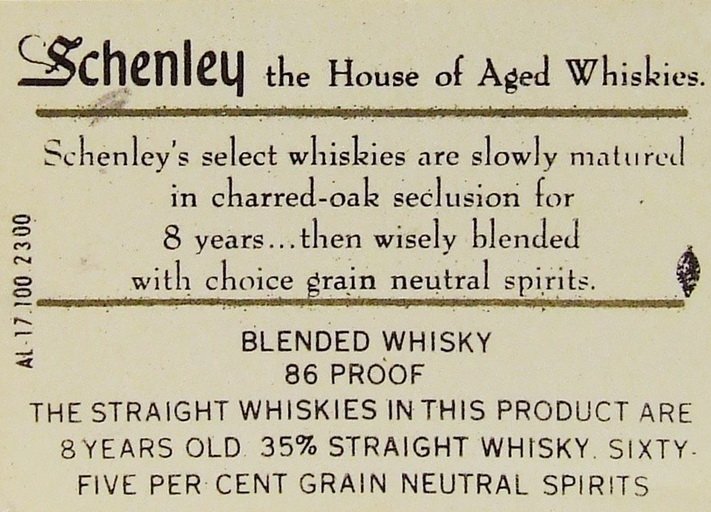 Schenley the House of Aged Whiskies.
Schenley's select whiskies are slowly matured
in charred-oak seclusion for
8 years...then wisely blended
with choice grain neutral spirits.
AL-17.100.2300
BLENDED WHISKY
86 PROOF
THE STRAIGHT WHISKIES IN THIS PRODUCT ARE
8 YEARS OLD. 35% STRAIGHT WHISKY. SIXTY-
FIVE PER CENT GRAIN NEUTRAL SPIRITS